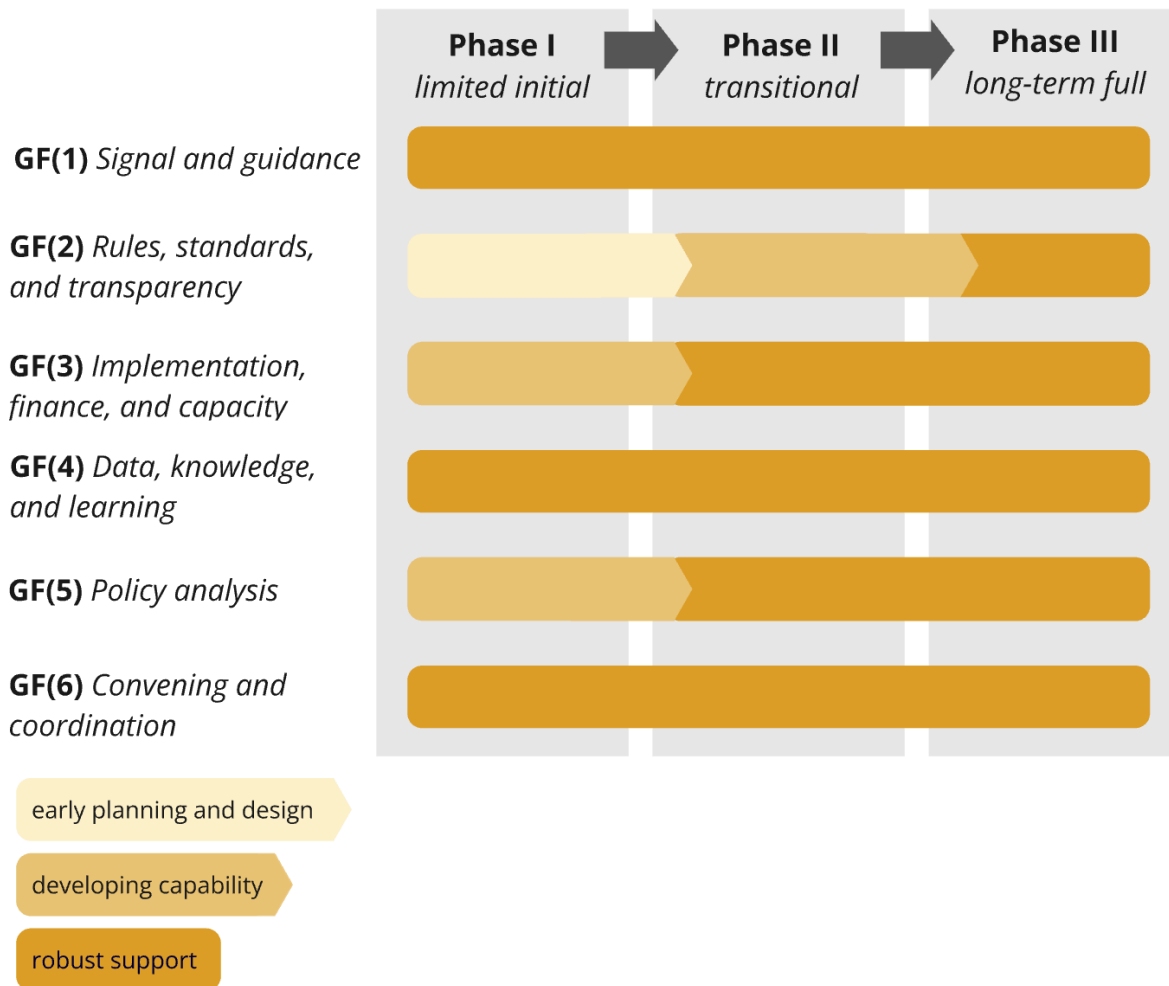 Phase I
limited initial
Phase II
transitional
Phase III
long-term full
GF(1) Signal and guidance
GF(2) Rules, standards,
and transparency
GF(3) Implementation,
finance, and capacity
GF(4) Data, knowledge,
and learning
GF(5) Policy analysis
GF(6) Convening and
coordination
early planning and design
developing capability
robust support